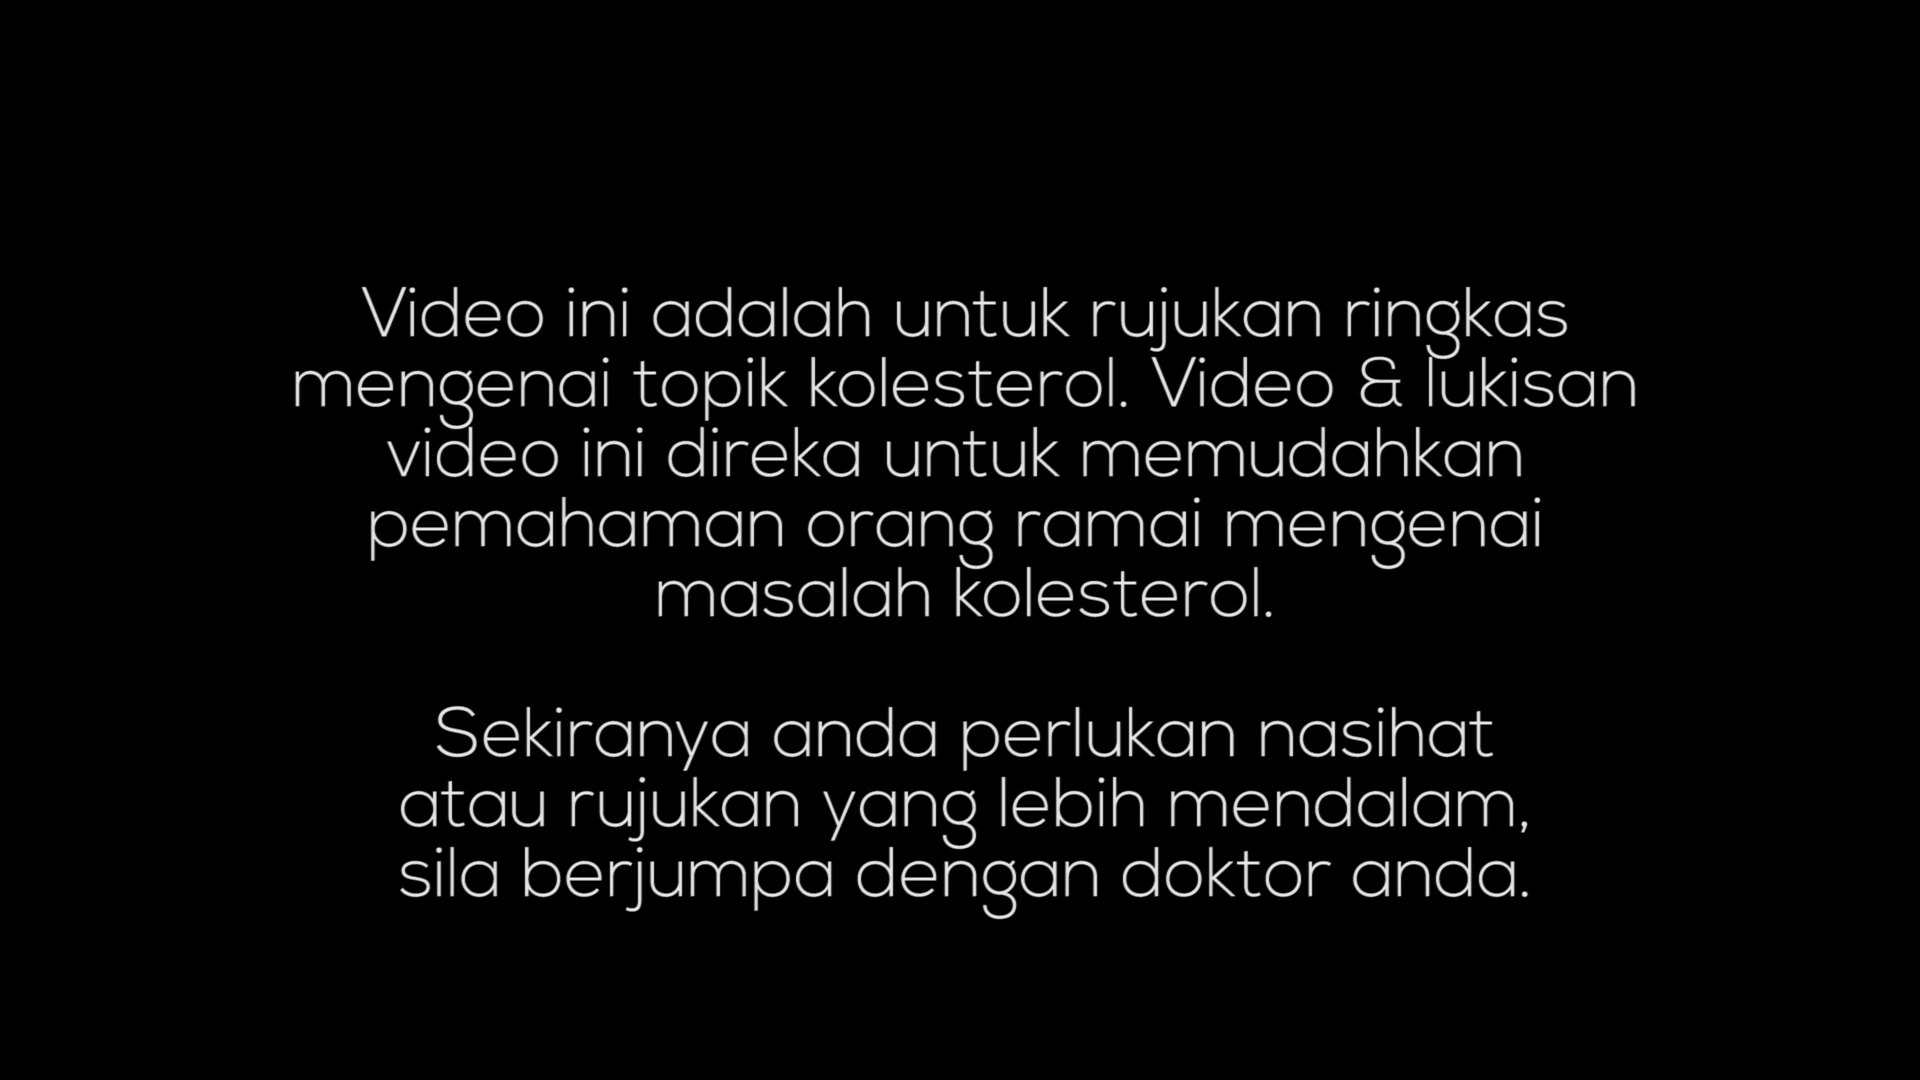 Video ini adalah untuk rujukan ringkas
mengenai topik kolesterol. Video & lukisan
video ini direka untuk memudahkan
pemahaman orang ramai mengenai
masalah kolesterol.
Sekiranya anda perlukan nasihat
atau rujukan yang lebih mendalam,
sila berjumpa dengan doktor anda.